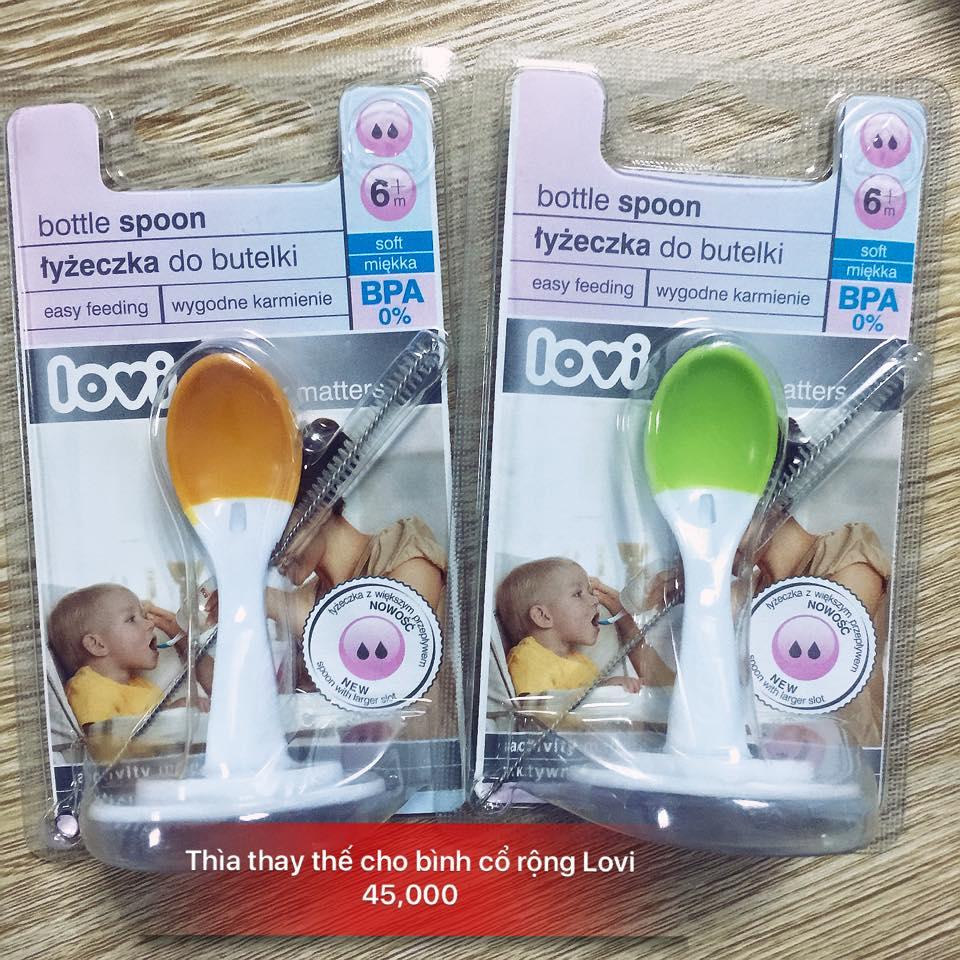 bottle spoon
łyżeczka do butelki
easy feeding
wygodne karmienie
6+
m
soft
miękka
BPA
0%
lovi
matters
łyżeczka z większym przepływem
NOWOŚĆ
NEW
spoon with larger slot
bottle spoon
łyżeczka do butelki
easy feeding
wygodne karmienie
6+
m
soft
miękka
BPA
0%
lovi
matters
łyżeczka z większym przepływem
NOWOŚĆ
NEW
spoon with larger slot
Thìa thay thế cho bình cổ rộng Lovi
45,000